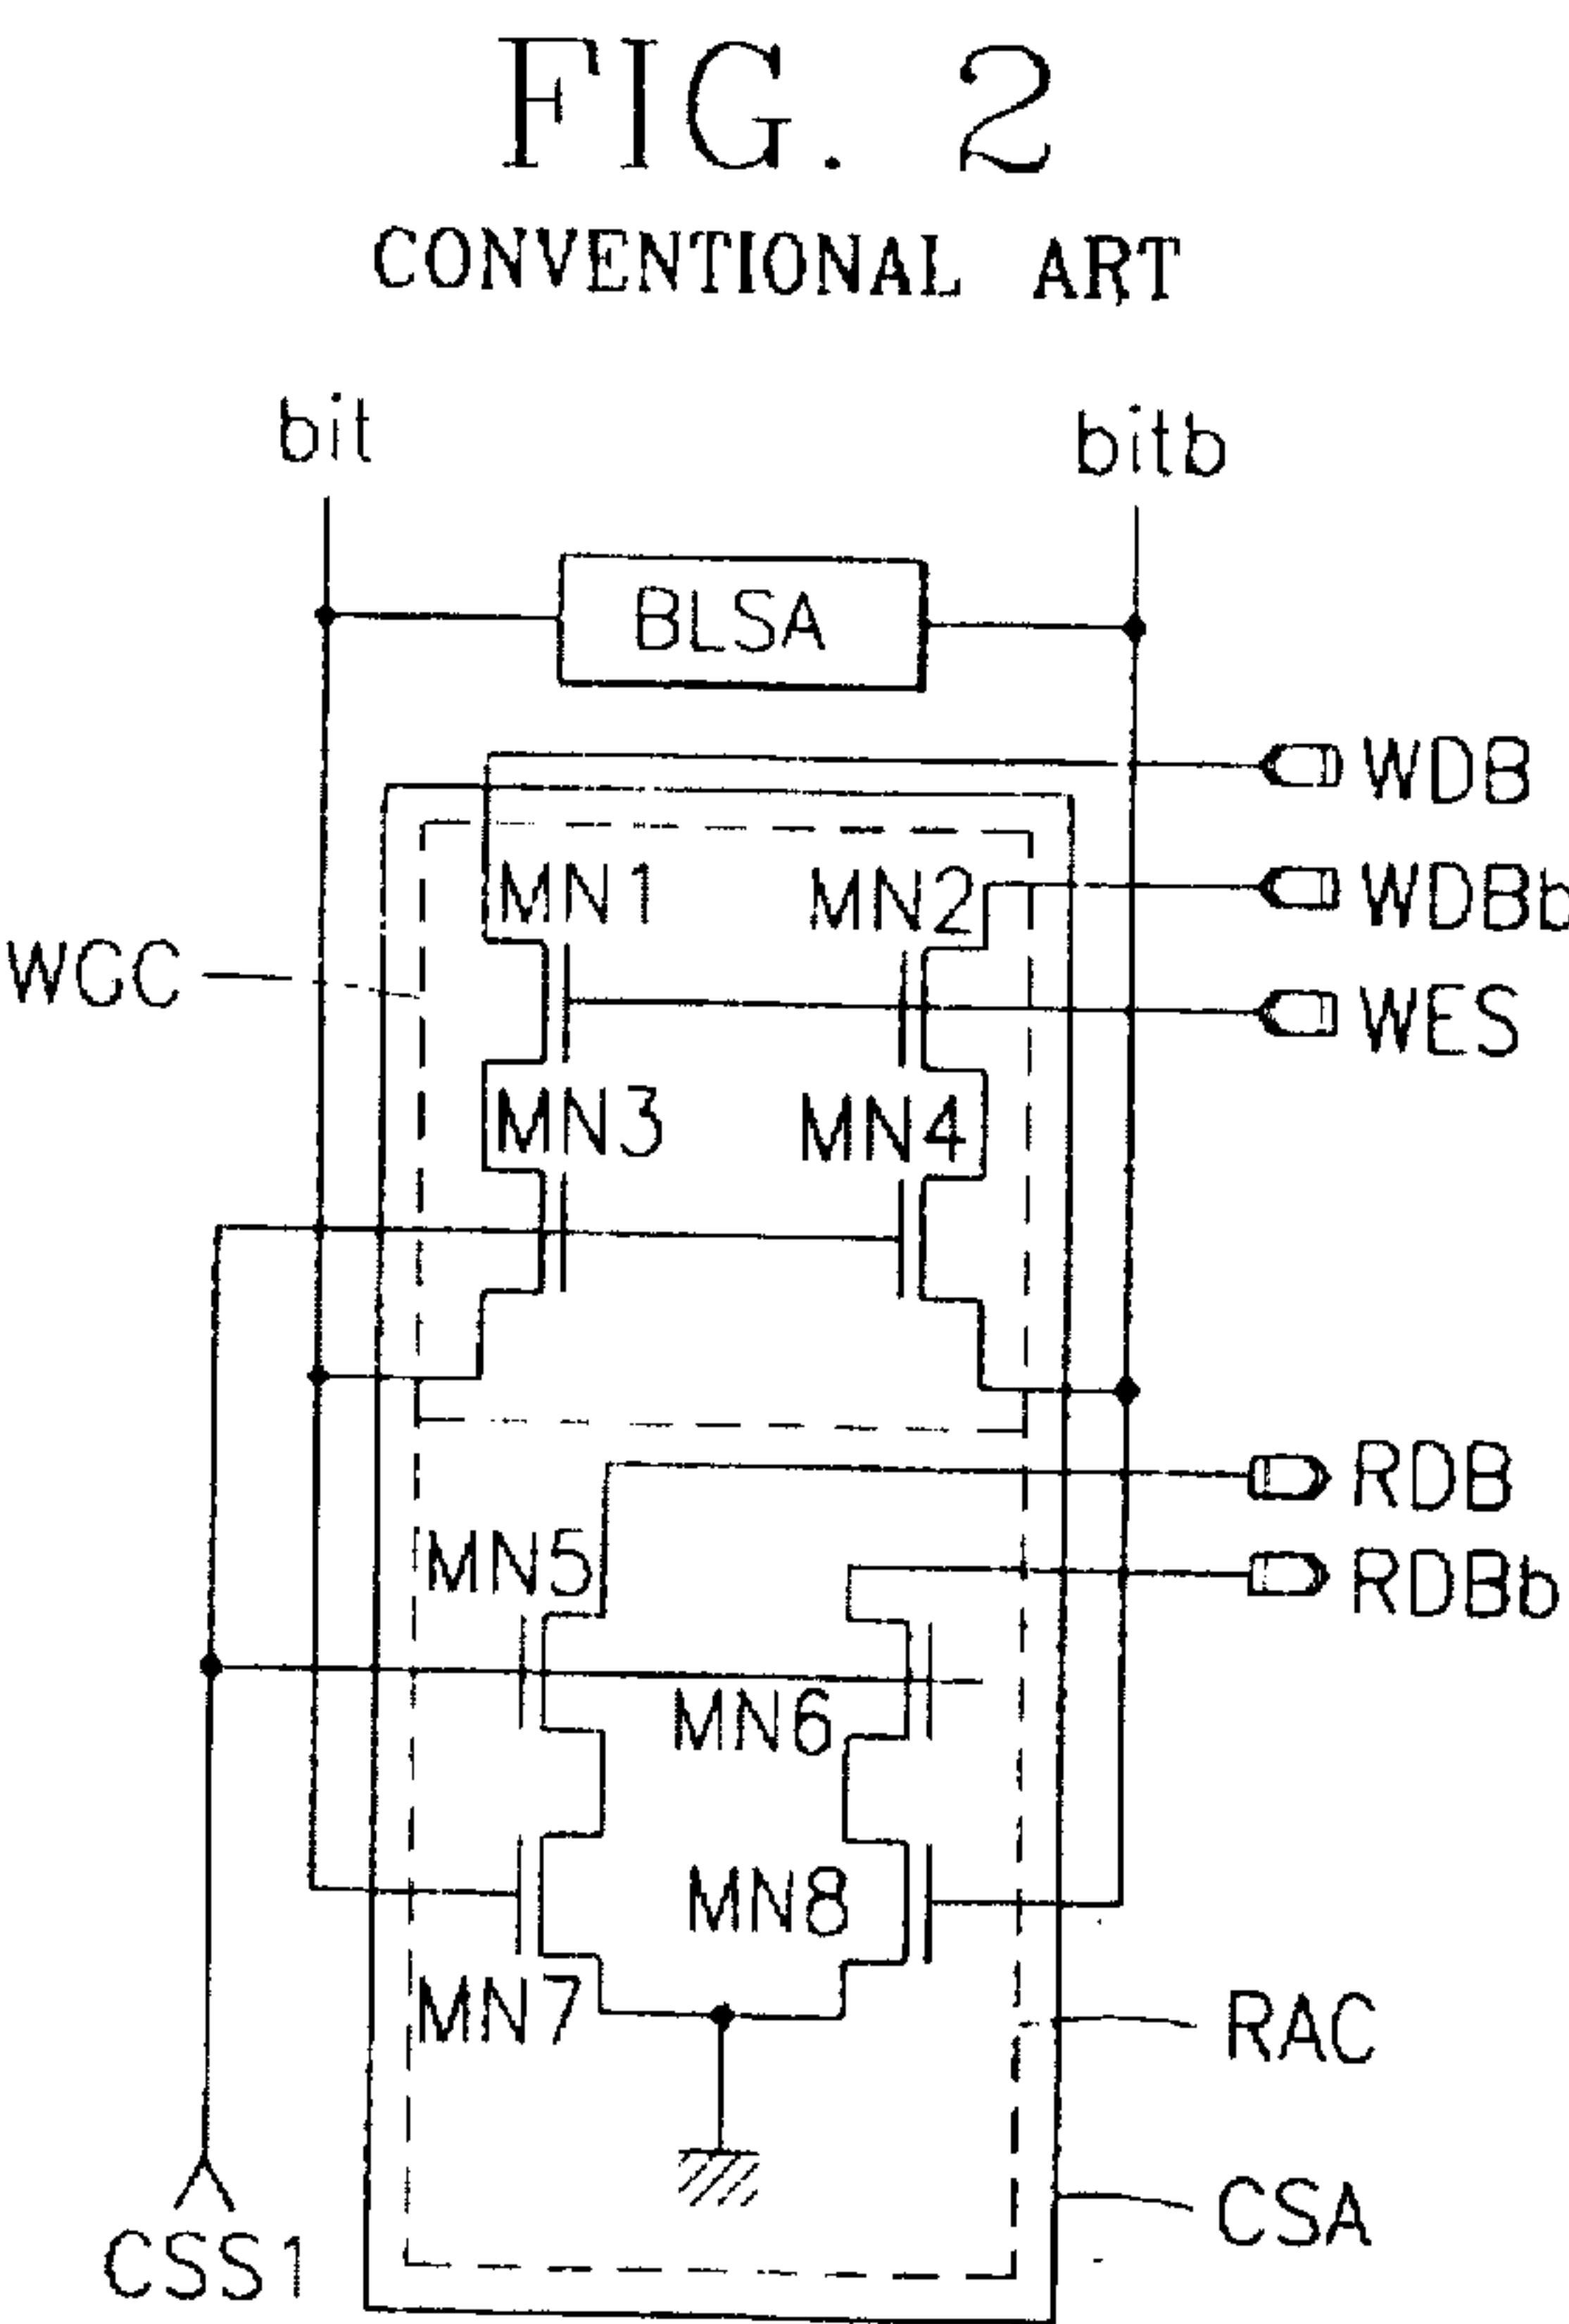 FIG. 2
CONVENTIONAL ART
bit
bitb
BLSA
WDB
MN1
MN2
WDBb
WCC
WES
MN3
MN4
RDB
MN5
RDBb
MN6
MN8
MN7
RAC
CSA
CSS1